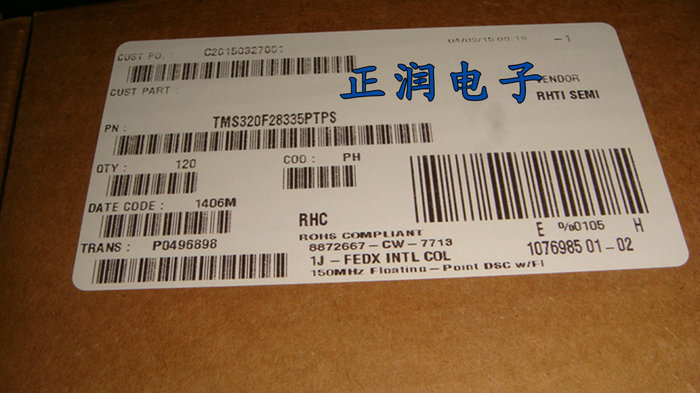 CUST PO. : C20150327001
04/09/15 09:19 -1
CUST PART :
正润电子
VENDOR
RHTI SEMI
PN : TMS320F28335PTPS
QTY : 120
COO : PH
DATE CODE : 1406M
RHC
ROHS COMPLIANT
8872667-CW-7713
TRANS : P0496898
1J - FEDX INTL COL
150MHz Floating-Point DSC w/Fl
E %0105 H
1076985 01-02